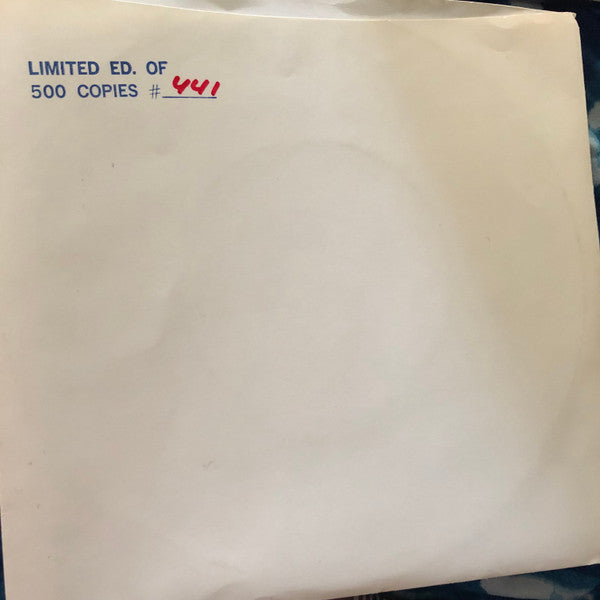 LIMITED ED. OF
500 COPIES # 441